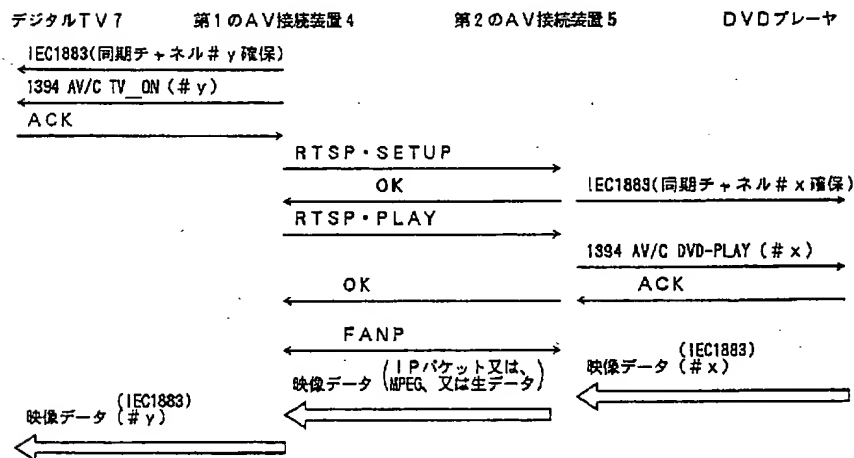 デジタルTV7 第1のAV接続装置4 第2のAV接続装置5 DVDプレーヤ
IEC1883(同期チャネル#y確保)
1394 AV/C TV_ON (#y)
ACK
RTSP・SETUP
OK
IEC1883(同期チャネル#x確保)
RTSP・PLAY
1394 AV/C DVD-PLAY (#x)
OK
ACK
FANP
映像データ (IPパケット又は、
MPEG、又は生データ)
(IEC1883)
映像データ (#x)
(IEC1883)
映像データ (#y)